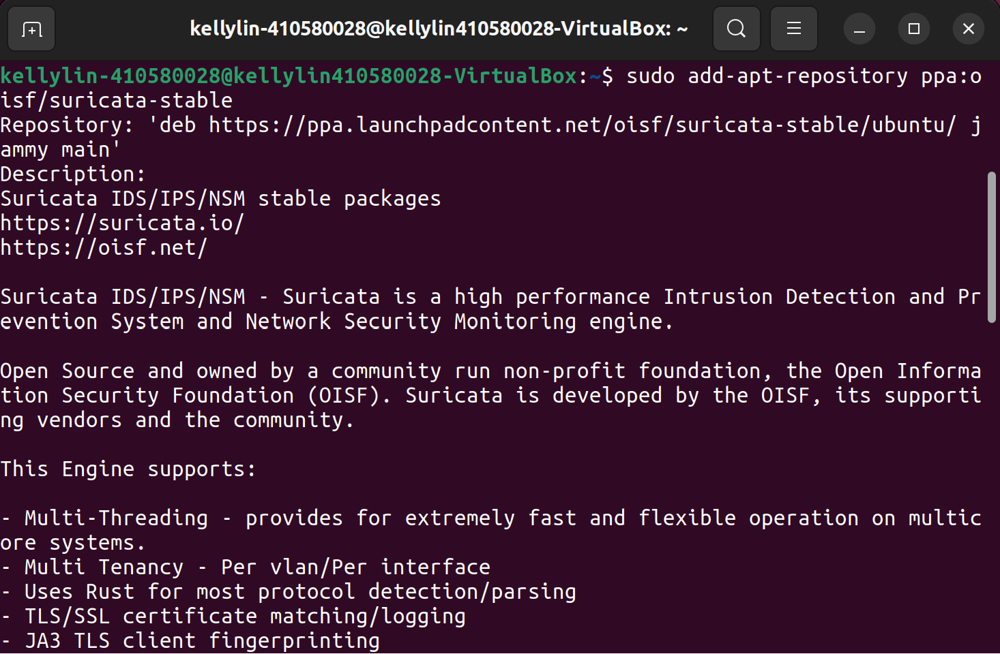 kellylin-410580028@kellylin410580028-VirtualBox: ~
kellylin-410580028@kellylin410580028-VirtualBox:~$ sudo add-apt-repository ppa:o
isf/suricata-stable
Repository: 'deb https://ppa.launchpadcontent.net/oisf/suricata-stable/ubuntu/ j
ammy main'
Description:
Suricata IDS/IPS/NSM stable packages
https://suricata.io/
https://oisf.net/
Suricata IDS/IPS/NSM - Suricata is a high performance Intrusion Detection and Pr
evention System and Network Security Monitoring engine.
Open Source and owned by a community run non-profit foundation, the Open Informa
tion Security Foundation (OISF). Suricata is developed by the OISF, its supporti
ng vendors and the community.
This Engine supports:
- Multi-Threading - provides for extremely fast and flexible operation on multic
ore systems.
- Multi Tenancy - Per vlan/Per interface
- Uses Rust for most protocol detection/parsing
- TLS/SSL certificate matching/logging
- JA3 TLS client fingerprinting